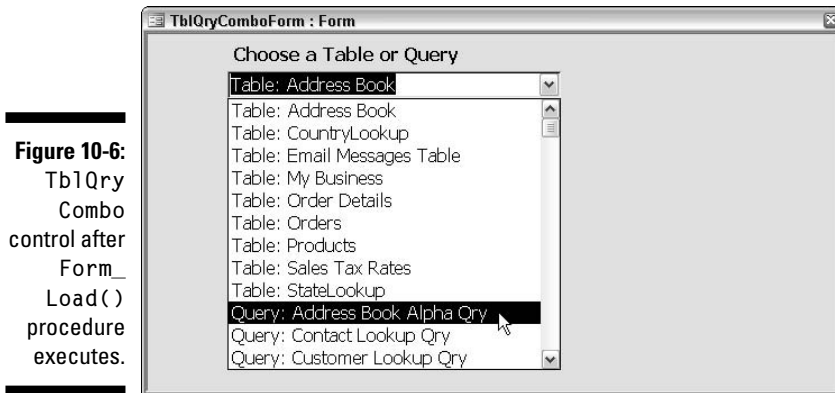 TblQryComboForm : Form
Choose a Table or Query
Table: Address Book
Table: Address Book
Table: CountryLookup
Table: Email Messages Table
Table: My Business
Table: Order Details
Table: Orders
Table: Products
Table: Sales Tax Rates
Table: StateLookup
Query: Address Book Alpha Qry
Query: Contact Lookup Qry
Query: Customer Lookup Qry
Figure 10-6:
TblQry
Combo
control after
Form_
Load()
procedure
executes.